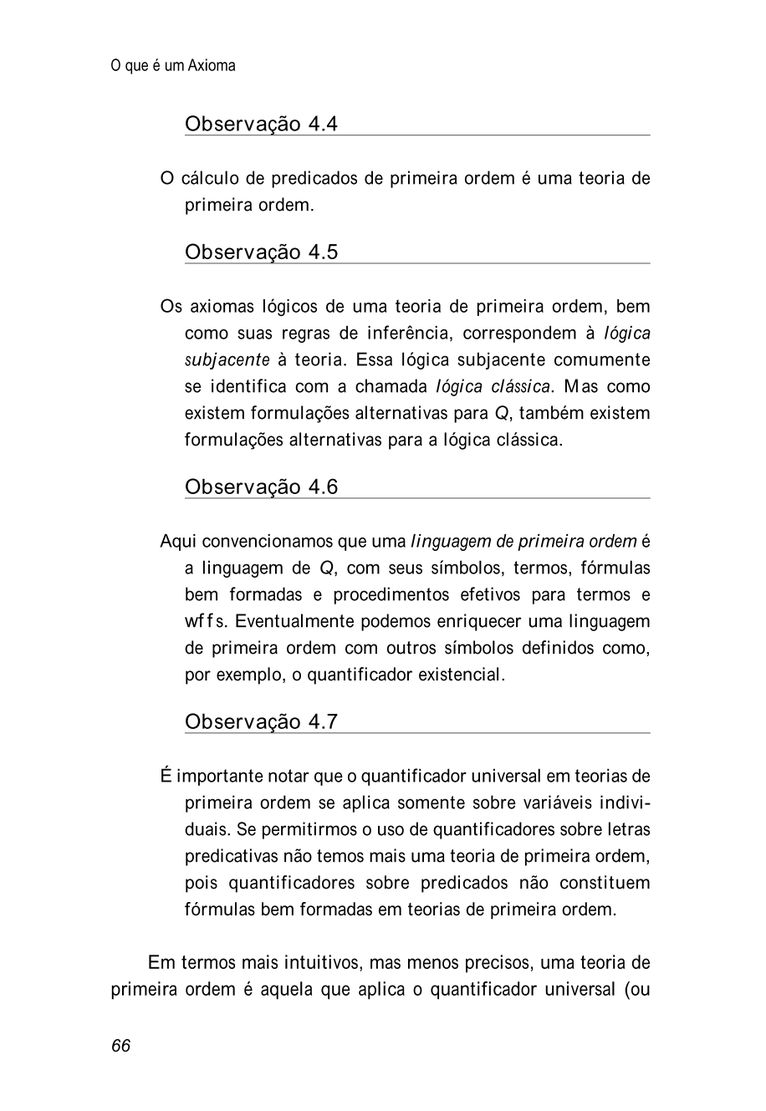 O que é um Axioma
Observação 4.4
O cálculo de predicados de primeira ordem é uma teoria de
primeira ordem.
Observação 4.5
Os axiomas lógicos de uma teoria de primeira ordem, bem
como suas regras de inferência, correspondem à lógica
subjacente à teoria. Essa lógica subjacente comumente
se identifica com a chamada lógica clássica. Mas como
existem formulações alternativas para Q, também existem
formulações alternativas para a lógica clássica.
Observação 4.6
Aqui convencionamos que uma linguagem de primeira ordem é
a linguagem de Q, com seus símbolos, termos, fórmulas
bem formadas e procedimentos efetivos para termos e
wffs. Eventualmente podemos enriquecer uma linguagem
de primeira ordem com outros símbolos definidos como,
por exemplo, o quantificador existencial.
Observação 4.7
É importante notar que o quantificador universal em teorias de
primeira ordem se aplica somente sobre variáveis indivi-
duais. Se permitirmos o uso de quantificadores sobre letras
predicativas não temos mais uma teoria de primeira ordem,
pois quantificadores sobre predicados não constituem
fórmulas bem formadas em teorias de primeira ordem.
Em termos mais intuitivos, mas menos precisos, uma teoria de
primeira ordem é aquela que aplica o quantificador universal (ou
66